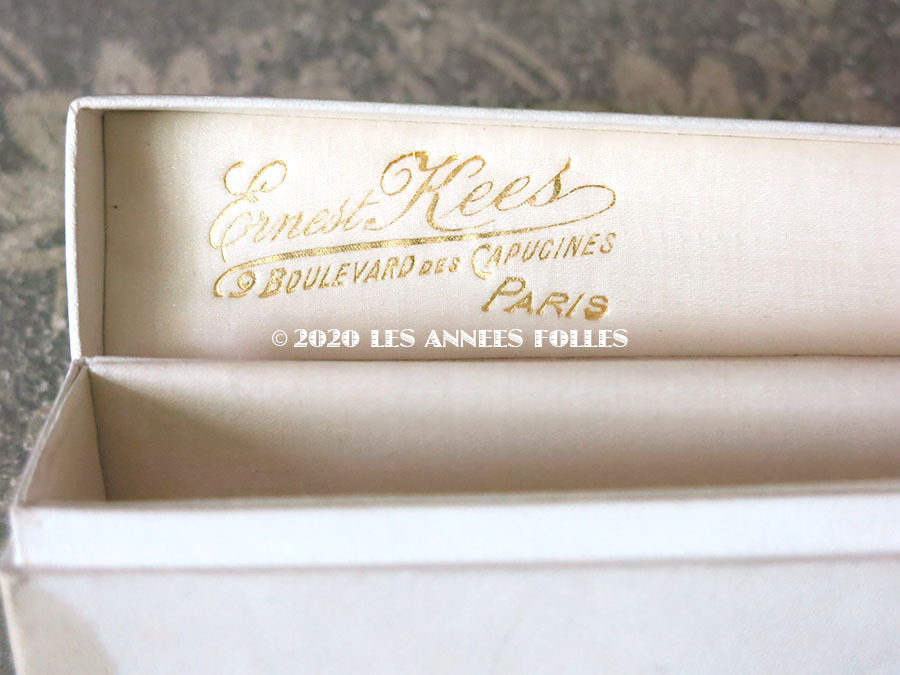 Ernest Kees
9 BOULEVARD DES CAPUCINES
PARIS
© 2020 LES ANNEES FOLLES